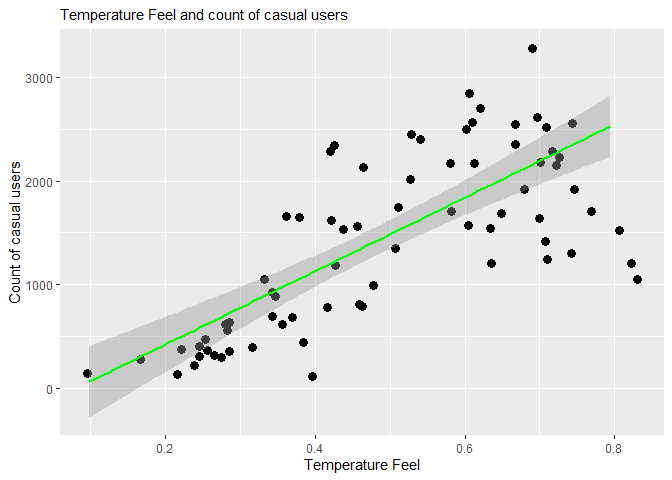 Temperature Feel and count of casual users
3000
2000
1000
0
Count of casual users
0.2
0.4
0.6
0.8
Temperature Feel